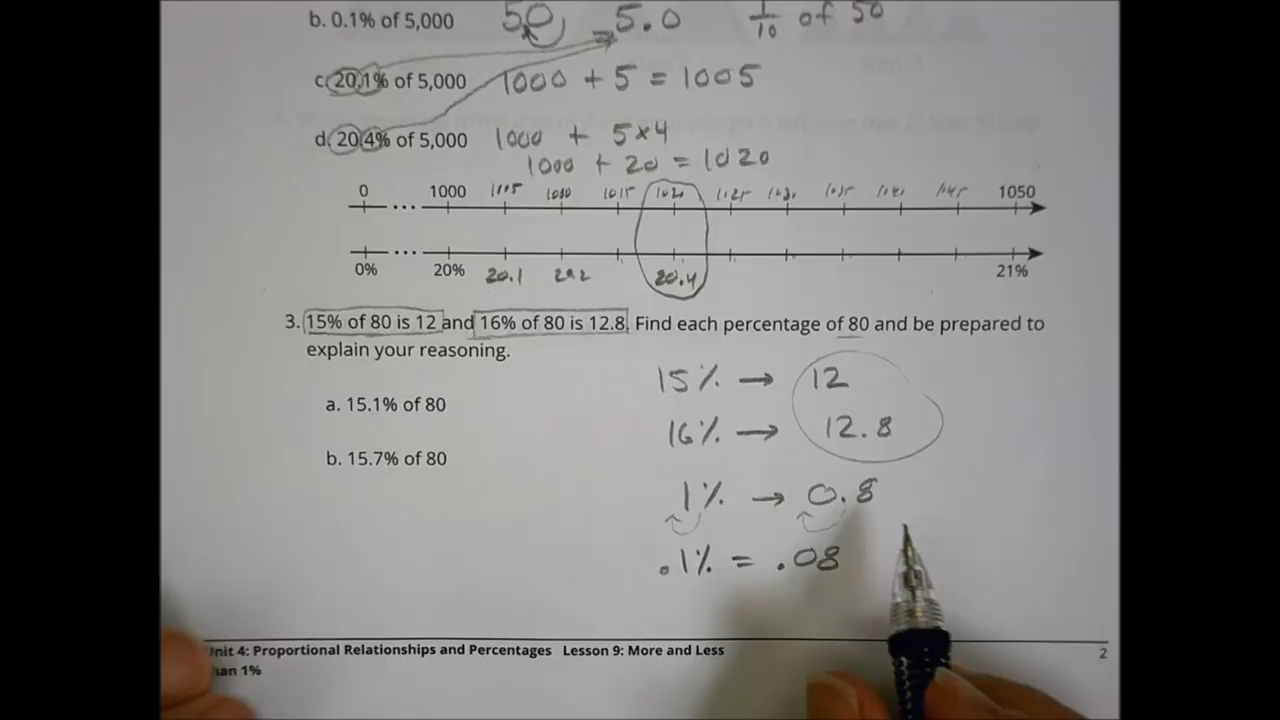 b. 0.1% of 5,000 50 5.0 1/10 of 50
c. 20.1% of 5,000 1000 + 5 = 1005
d. 20.4% of 5,000 1000 + 5×4
1000 + 20 = 1020
0 1000 1005 1010 1015 1020 1025 1030 1035 1040 1045 1050
0% 20% 20.1 20.2 20.4 21%
3. 15% of 80 is 12 and 16% of 80 is 12.8. Find each percentage of 80 and be prepared to
explain your reasoning.
15% → 12
a. 15.1% of 80
16% → 12.8
b. 15.7% of 80
1% → 0.8
.1% = .08
Unit 4: Proportional Relationships and Percentages Lesson 9: More and Less 2
han 1%